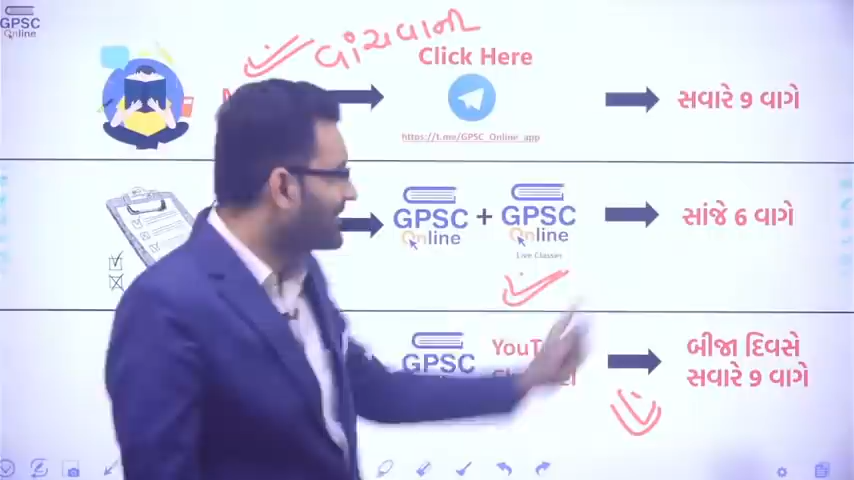 GPSC
Online
વાંચવાની
Click Here
https://t.me/GPSC_Online_app
સવારે 9 વાગે
GPSC
Online
+
GPSC
Online
Live Classes
સાંજે 6 વાગે
GPSC
બીજા દિવસે
સવારે 9 વાગે